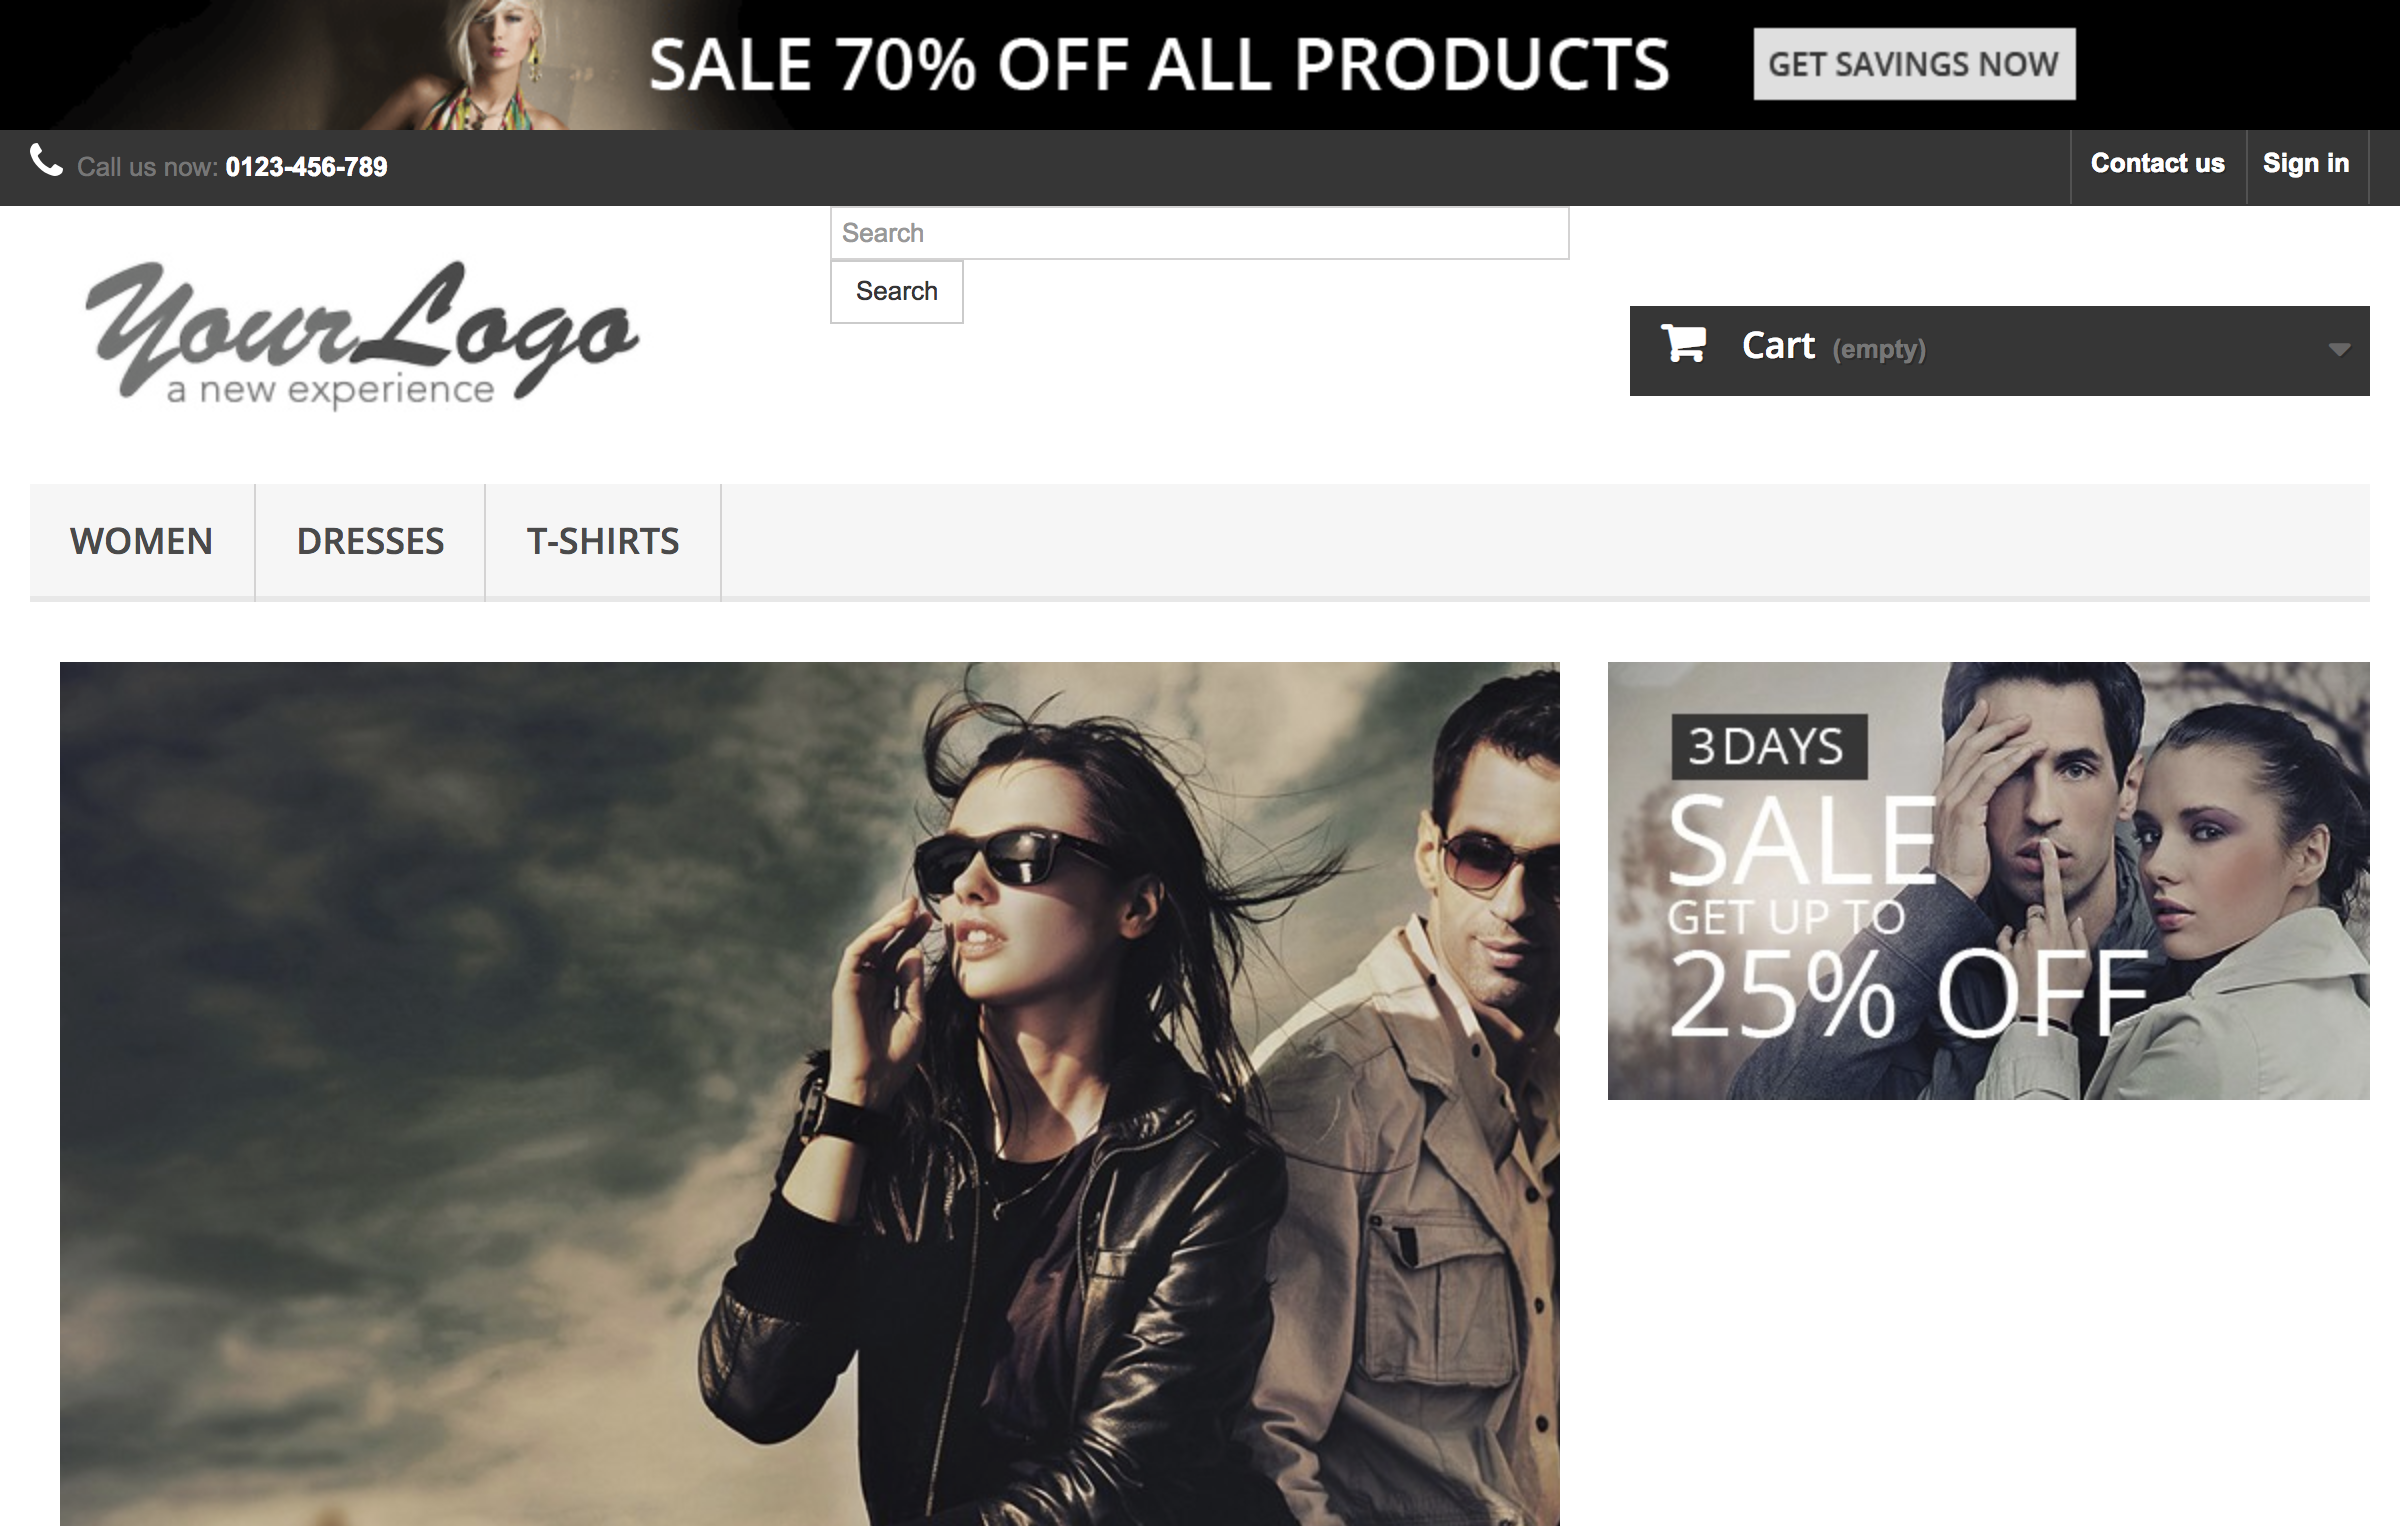 SALE 70% OFF ALL PRODUCTS
GET SAVINGS NOW
Call us now: 0123-456-789
Contact us
Sign in
Search
Search
YourLogo
a new experience
Cart (empty)
WOMEN
DRESSES
T-SHIRTS
3 DAYS
SALE
GET UP TO
25% OFF